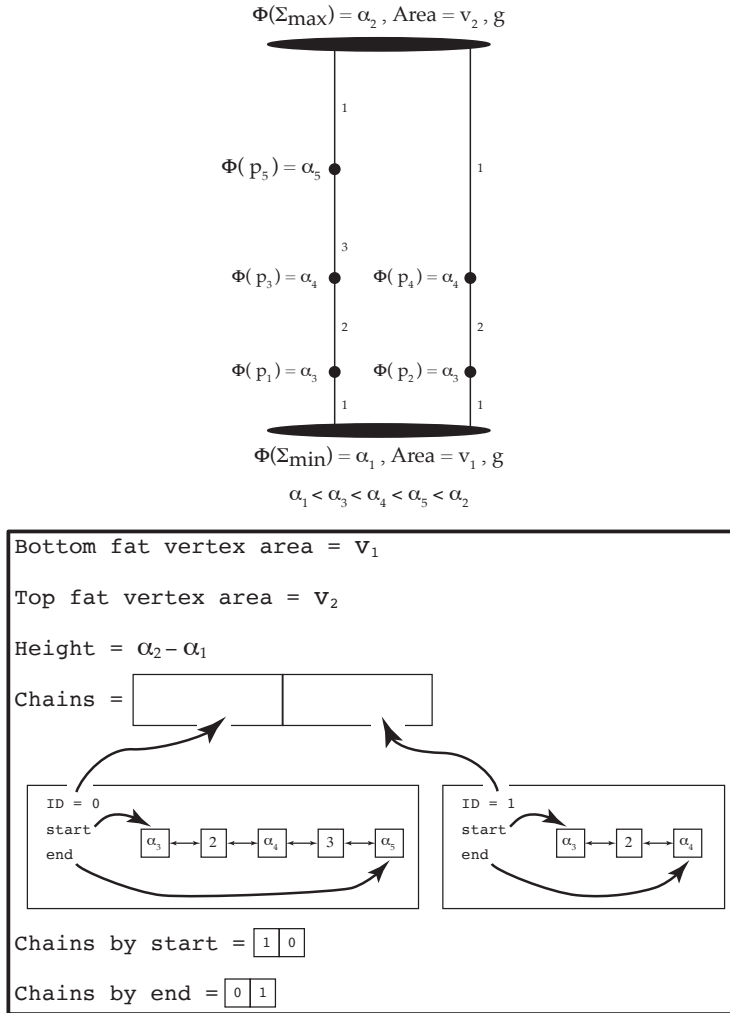 Φ(Σmax) = α₂ , Area = v₂ , g
1
Φ( p₅) = α₅
1
3
Φ( p₃) = α₄
Φ( p₄) = α₄
2
2
Φ( p₁) = α₃
Φ( p₂) = α₃
1
1
Φ(Σmin) = α₁ , Area = v₁ , g
α₁ < α₃ < α₄ < α₅ < α₂
Bottom fat vertex area = v₁
Top fat vertex area = v₂
Height = α₂ – α₁
Chains =
ID = 0
start
end
α₃ 2 α₄ 3 α₅
ID = 1
start
end
α₃ 2 α₄
Chains by start = 1 0
Chains by end = 0 1